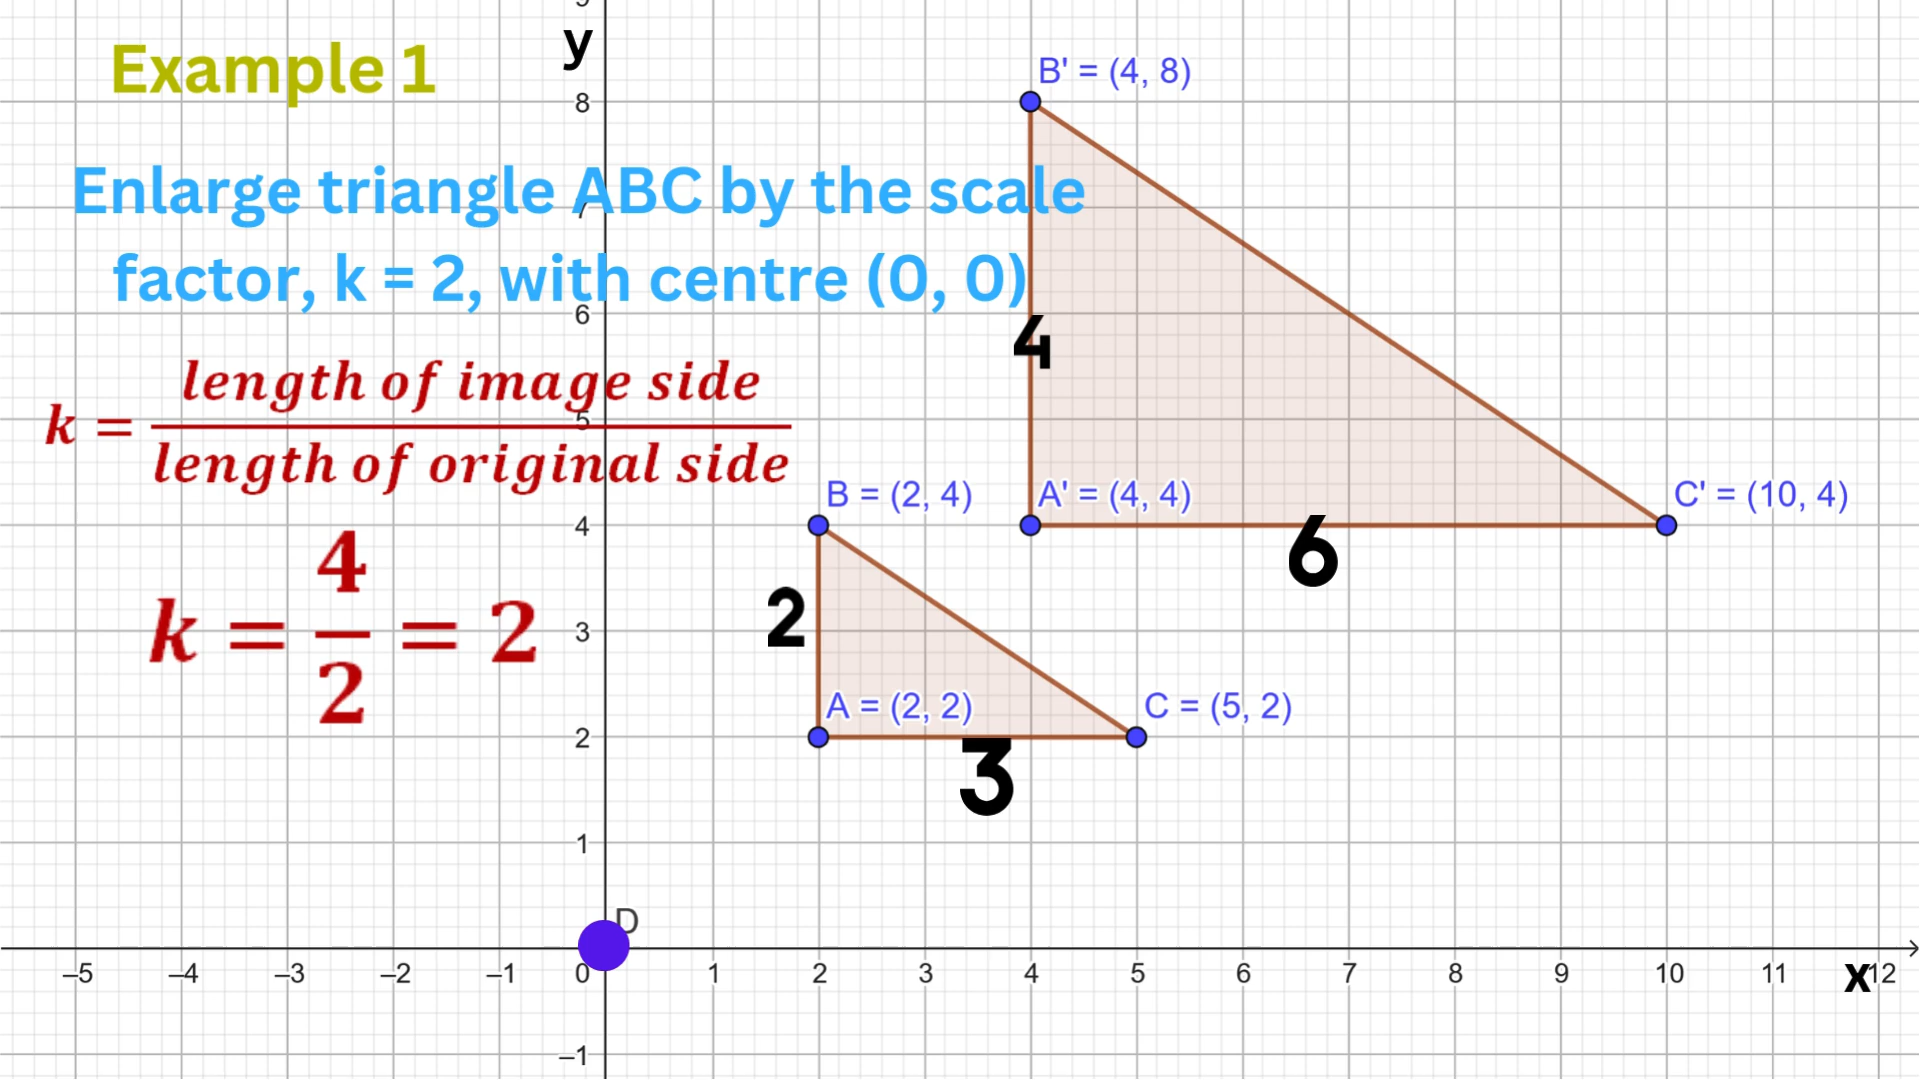 9
y
Example 1
B' = (4, 8)
8
Enlarge triangle ABC by the scale
7
factor, k = 2, with centre (0, 0)
6
4
k = length of image side
5
length of original side
B = (2, 4)
A' = (4, 4)
C' = (10, 4)
4
6
k = 4/2 = 2
3
2
A = (2, 2)
C = (5, 2)
2
3
1
D
–5 –4 –3 –2 –1 0 1 2 3 4 5 6 7 8 9 10 11 x 12
–1